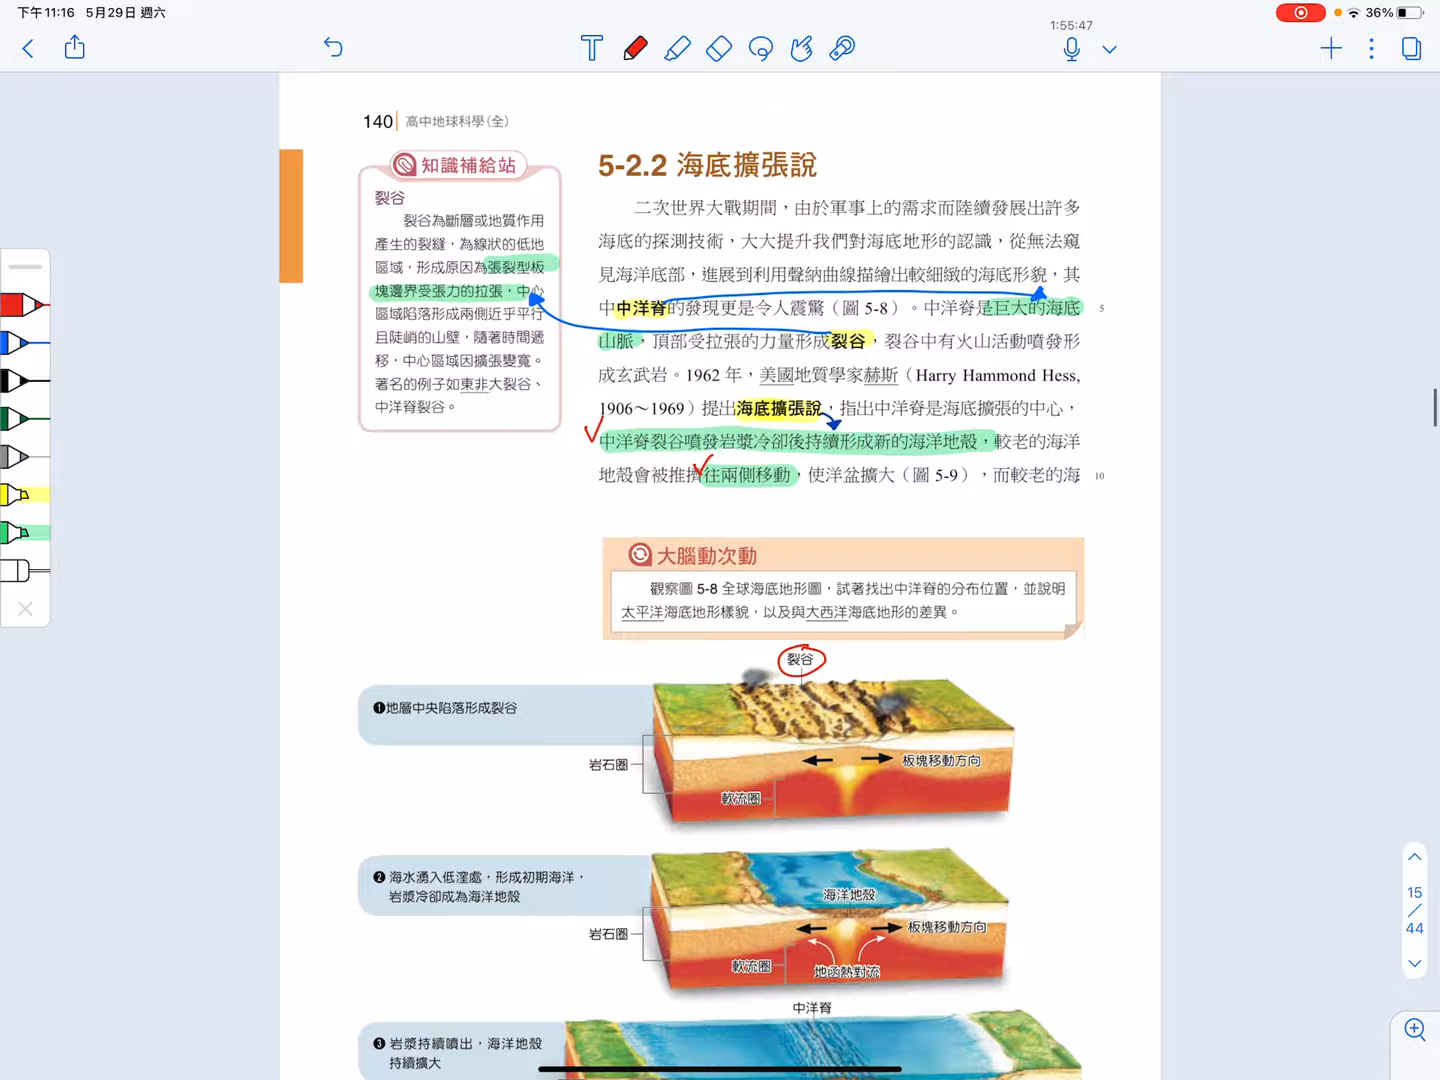 下午11:16 5月29日 週六
36%
1:55:47
140 高中地球科學(全)
知識補給站
裂谷
裂谷為斷層或地質作用
產生的裂縫，為線狀的低地
區域，形成原因為張裂型板
塊邊界受張力的拉張，中心
區域陷落形成兩側近乎平行
且陡峭的山壁，隨著時間遞
移，中心區域因擴張變寬。
著名的例子如東非大裂谷、
中洋脊裂谷。
5-2.2 海底擴張說
二次世界大戰期間，由於軍事上的需求而陸續發展出許多
海底的探測技術，大大提升我們對海底地形的認識，從無法窺
見海洋底部，進展到利用聲納曲線描繪出較細緻的海底形貌，其
中中洋脊的發現更是令人震驚（圖 5-8）。中洋脊是巨大的海底 5
山脈，頂部受拉張的力量形成裂谷，裂谷中有火山活動噴發形
成玄武岩。1962 年，美國地質學家赫斯（Harry Hammond Hess,
1906～1969）提出海底擴張說，指出中洋脊是海底擴張的中心，
中洋脊裂谷噴發岩漿冷卻後持續形成新的海洋地殼，較老的海洋
地殼會被推擠往兩側移動，使洋盆擴大（圖 5-9），而較老的海 10
大腦動次動
觀察圖 5-8 全球海底地形圖，試著找出中洋脊的分布位置，並說明
太平洋海底地形樣貌，以及與大西洋海底地形的差異。
裂谷
❶地層中央陷落形成裂谷
岩石圈
板塊移動方向
軟流圈
❷ 海水湧入低漥處，形成初期海洋，
岩漿冷卻成為海洋地殼
海洋地殼
岩石圈
板塊移動方向
軟流圈
地函熱對流
中洋脊
❸ 岩漿持續噴出，海洋地殼
持續擴大
15
44